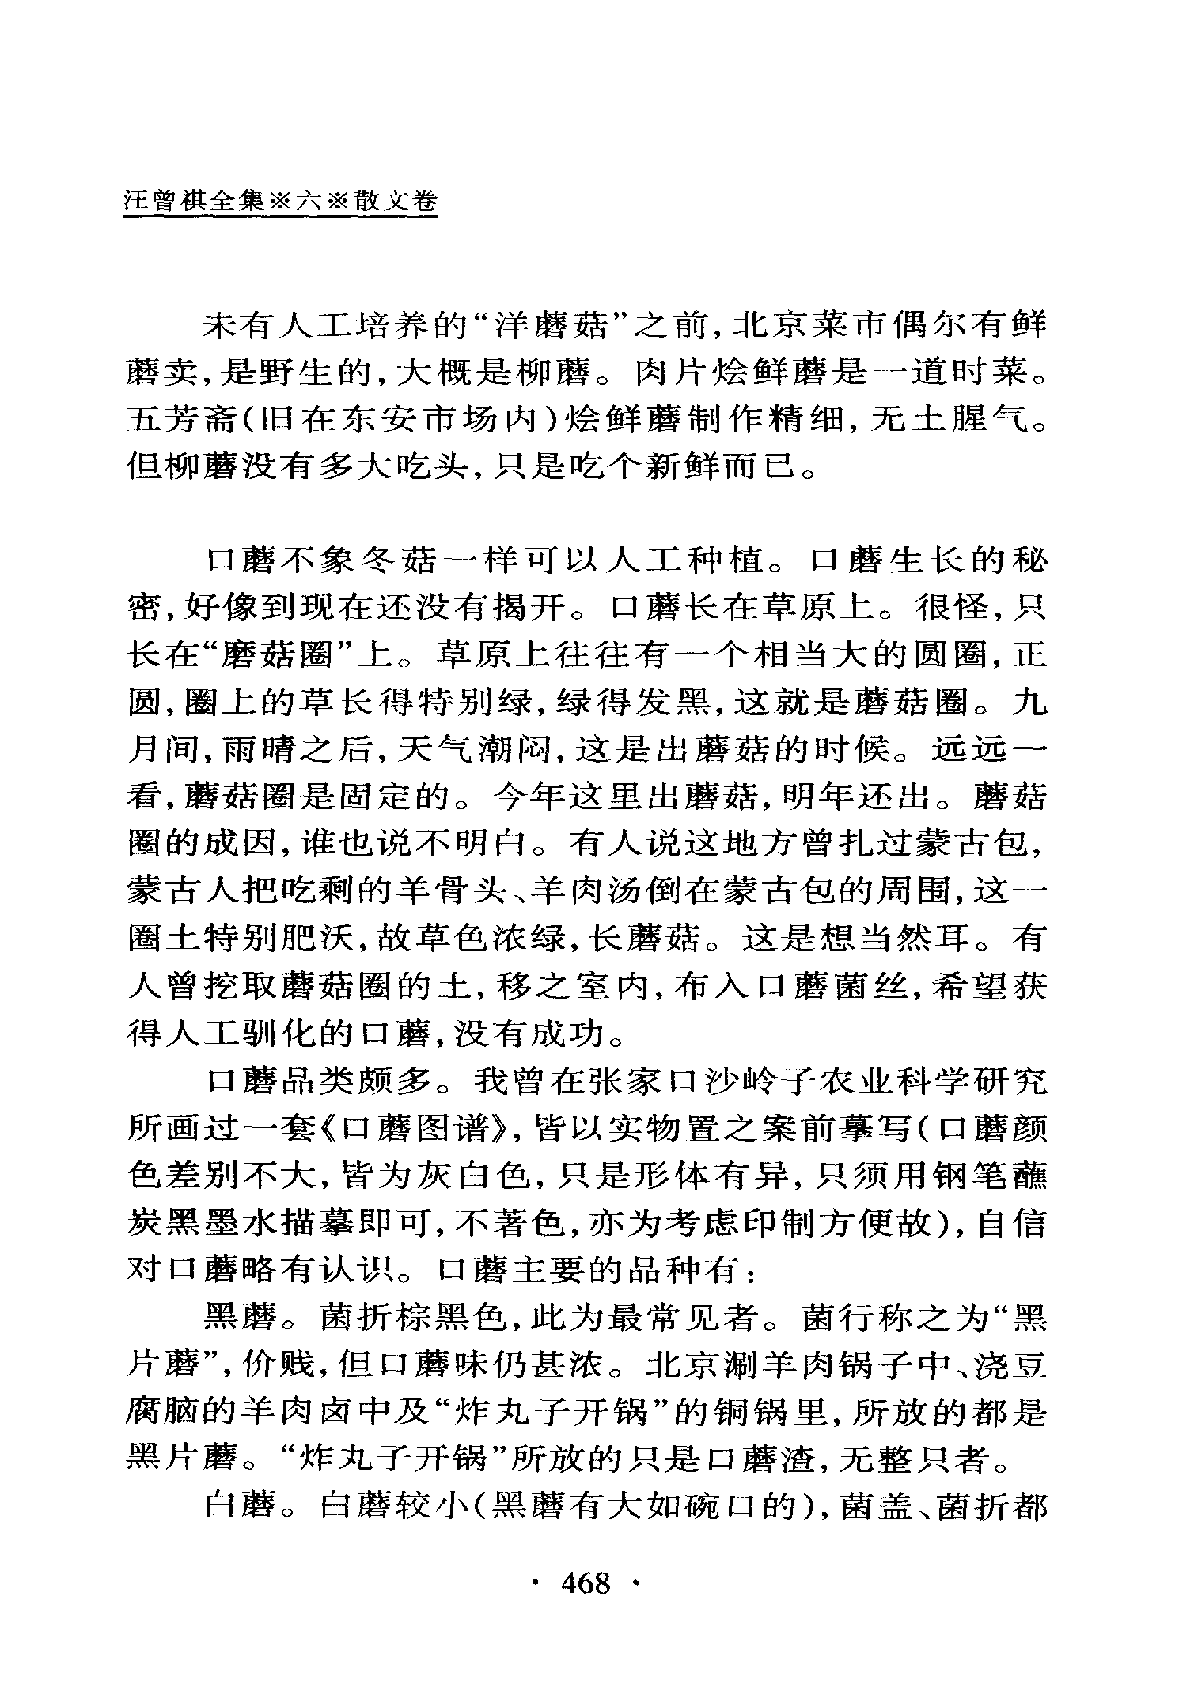 汪曾祺全集※六※散文卷
未有人工培养的“洋蘑菇”之前，北京菜市偶尔有鲜
蘑卖，是野生的，大概是柳蘑。肉片烩鲜蘑是一道时菜。
五芳斋(旧在东安市场内)烩鲜蘑制作精细，无土腥气。
但柳蘑没有多大吃头，只是吃个新鲜而已。
口蘑不象冬菇一样可以人工种植。口蘑生长的秘
密，好像到现在还没有揭开。口蘑长在草原上。很怪，只
长在“磨菇圈”上。草原上往往有一个相当大的圆圈，正
圆，圈上的草长得特别绿，绿得发黑，这就是蘑菇圈。九
月间，雨晴之后，天气潮闷，这是出蘑菇的时候。远远一
看，蘑菇圈是固定的。今年这里出蘑菇，明年还出。蘑菇
圈的成因，谁也说不明白。有人说这地方曾扎过蒙古包，
蒙古人把吃剩的羊骨头、羊肉汤倒在蒙古包的周围，这一
圈土特别肥沃，故草色浓绿，长蘑菇。这是想当然耳。有
人曾挖取蘑菇圈的土，移之室内，布入口蘑菌丝，希望获
得人工驯化的口蘑，没有成功。
口蘑品类颇多。我曾在张家口沙岭子农业科学研究
所画过一套《口蘑图谱》，皆以实物置之案前摹写(口蘑颜
色差别不大，皆为灰白色，只是形体有异，只须用钢笔蘸
炭黑墨水描摹即可，不著色，亦为考虑印制方便故)，自信
对口蘑略有认识。口蘑主要的品种有：
黑蘑。菌折棕黑色，此为最常见者。菌行称之为“黑
片蘑”，价贱，但口蘑味仍甚浓。北京涮羊肉锅子中、浇豆
腐脑的羊肉卤中及“炸丸子开锅”的铜锅里，所放的都是
黑片蘑。“炸丸子开锅”所放的只是口蘑渣，无整只者。
白蘑。白蘑较小(黑蘑有大如碗口的)，菌盖、菌折都
· 468 ·